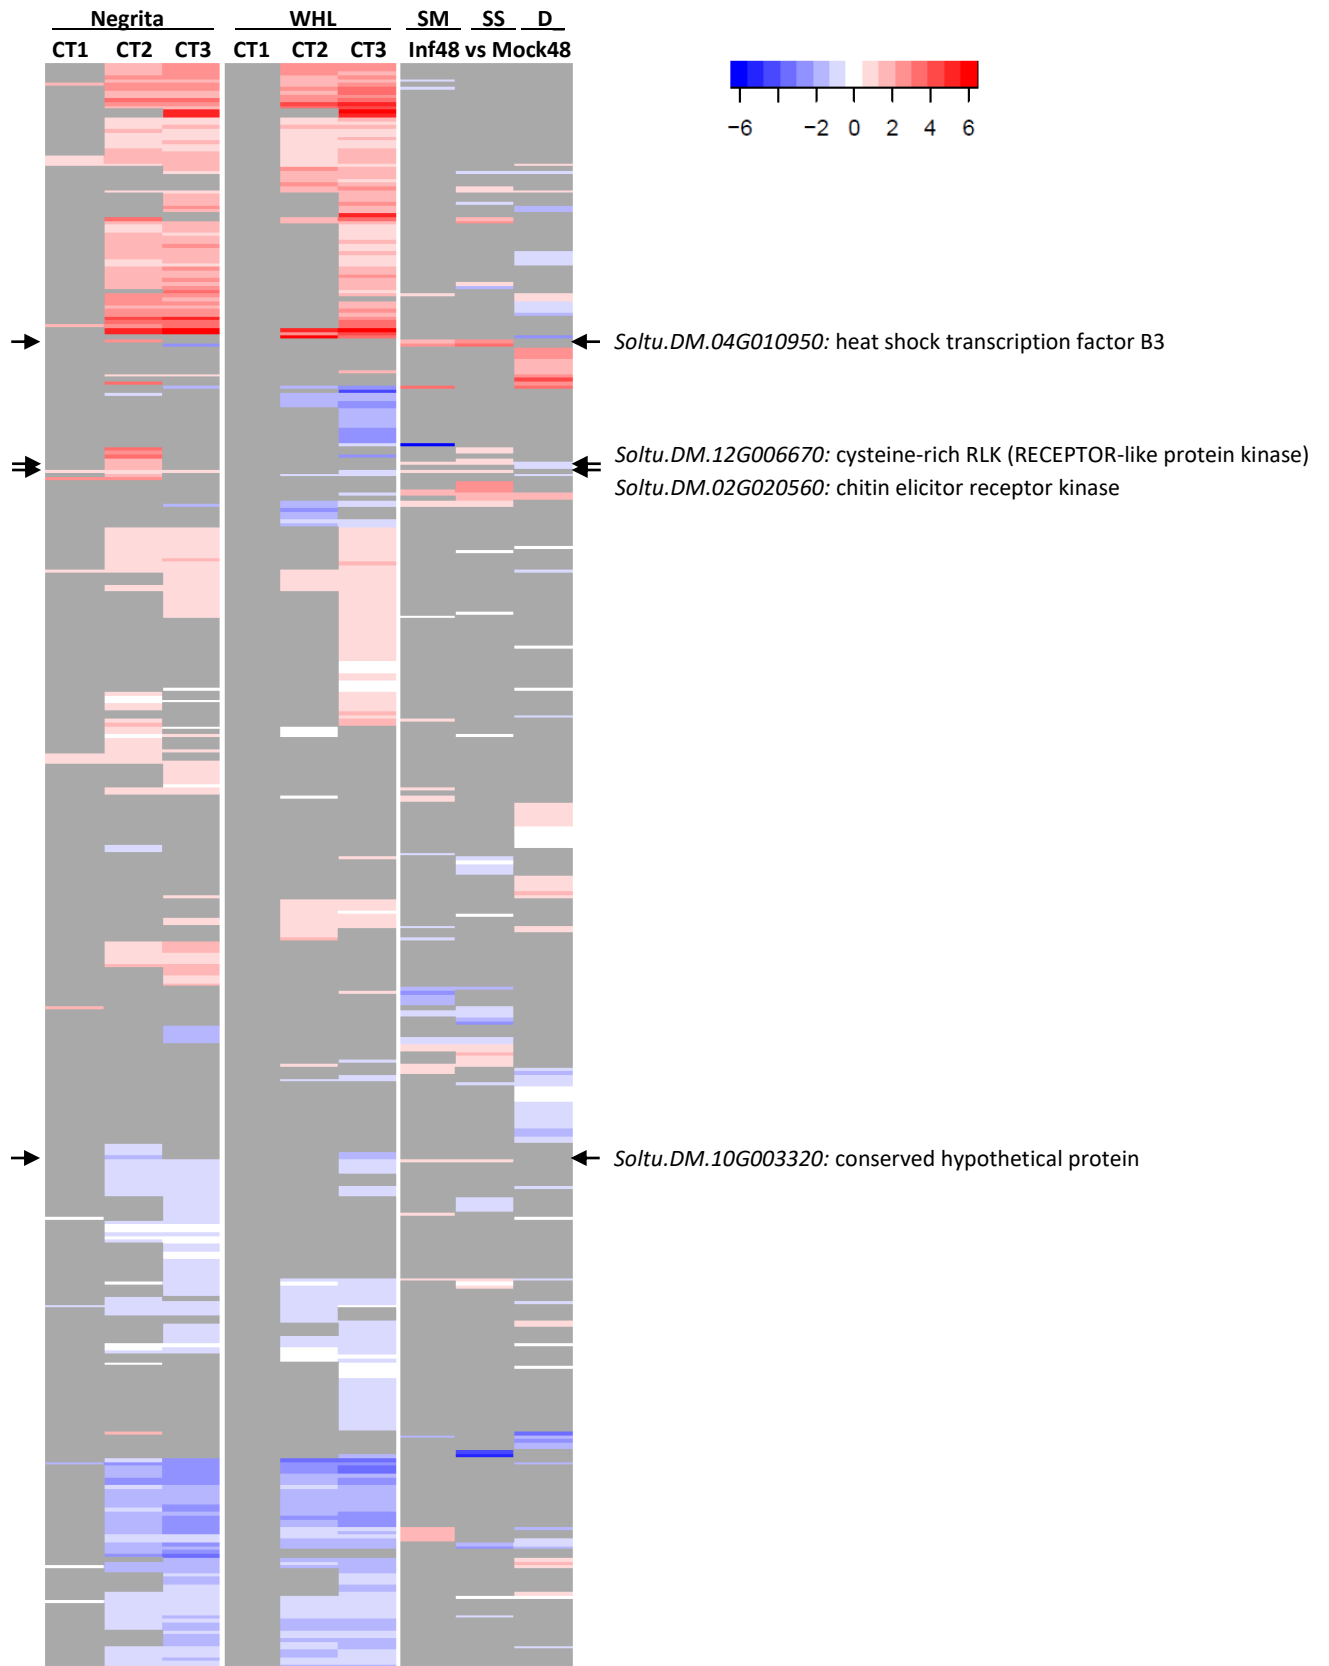 Negrita WHL SM SS D_
CT1 CT2 CT3 CT1 CT2 CT3 Inf48 vs Mock48
−6 −2 0 2 4 6
Soltu.DM.04G010950: heat shock transcription factor B3
Soltu.DM.12G006670: cysteine-rich RLK (RECEPTOR-like protein kinase)
Soltu.DM.02G020560: chitin elicitor receptor kinase
Soltu.DM.10G003320: conserved hypothetical protein